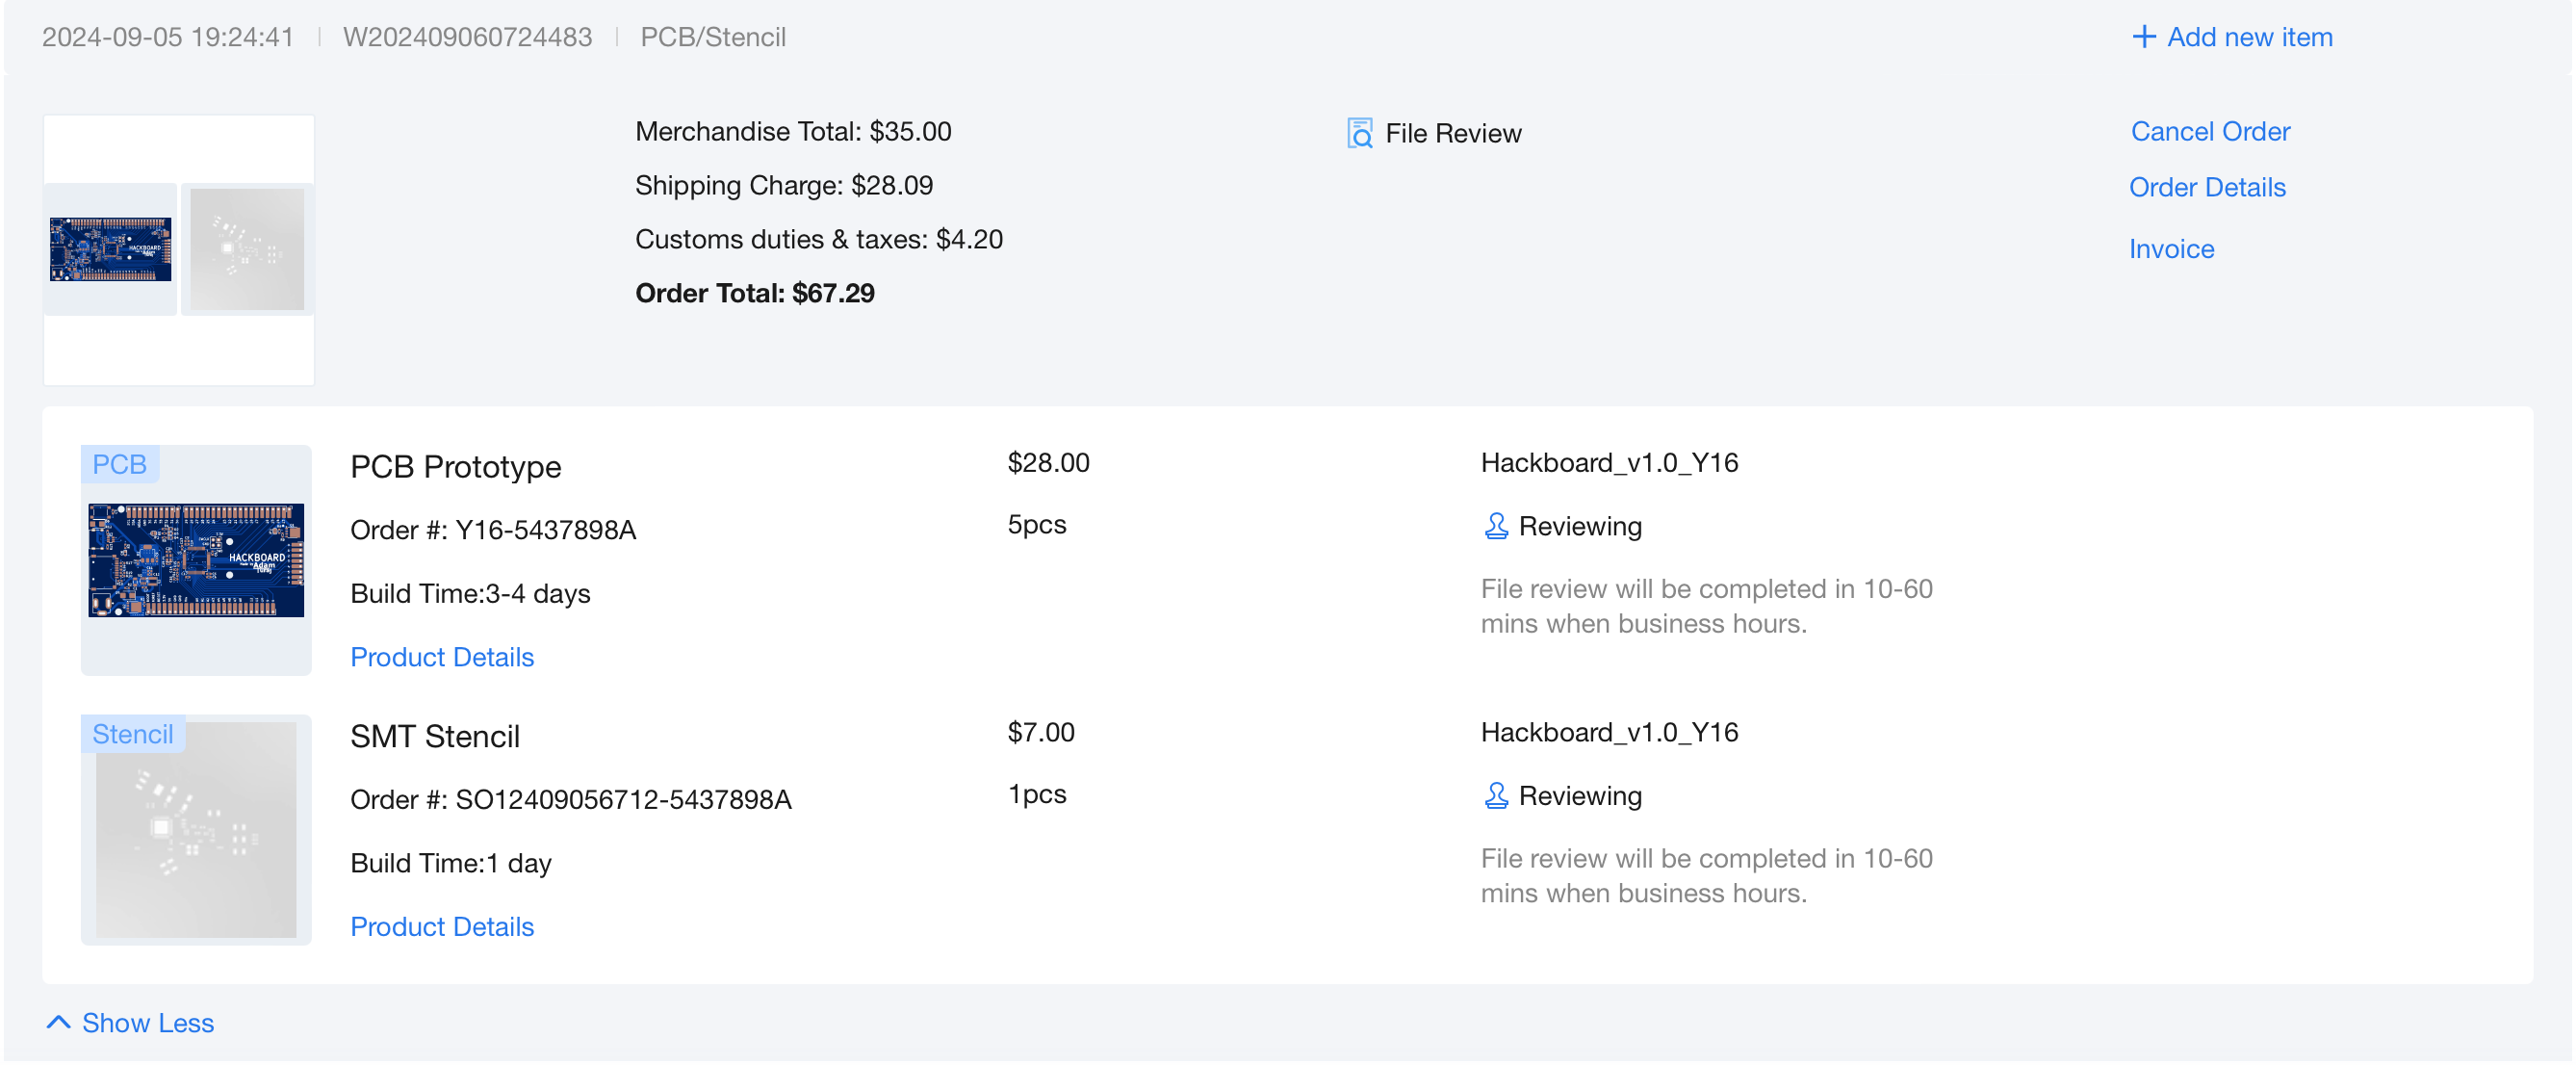 2024-09-05 19:24:41 | W202409060724483 | PCB/Stencil
+ Add new item
Merchandise Total: $35.00
Shipping Charge: $28.09
Customs duties & taxes: $4.20
Order Total: $67.29
File Review
Cancel Order
Order Details
Invoice
PCB
HACKBOARD
Adam
PCB Prototype
Order #: Y16-5437898A
Build Time:3-4 days
Product Details
$28.00
5pcs
Hackboard_v1.0_Y16
Reviewing
File review will be completed in 10-60
mins when business hours.
Stencil
SMT Stencil
Order #: SO12409056712-5437898A
Build Time:1 day
Product Details
$7.00
1pcs
Hackboard_v1.0_Y16
Reviewing
File review will be completed in 10-60
mins when business hours.
Show Less